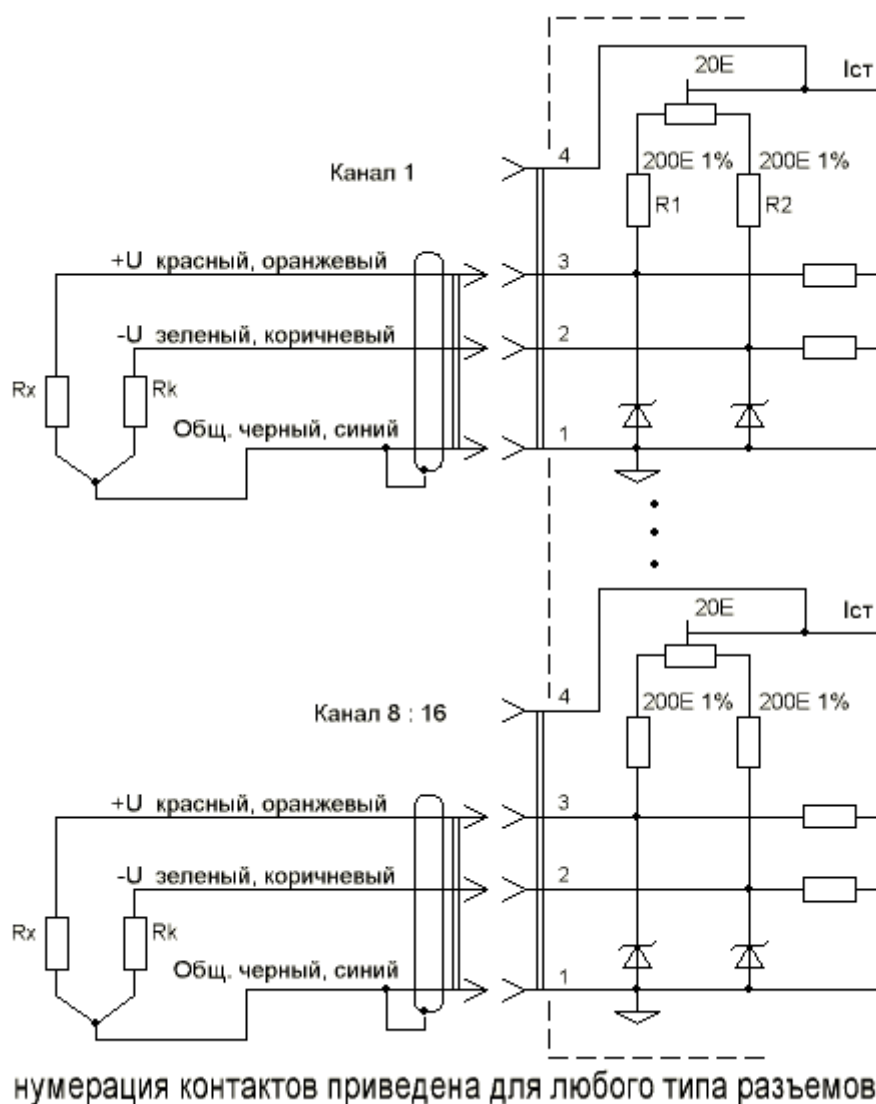 20E
Iст
4
200E 1% 200E 1%
Канал 1
R1 R2
+U красный, оранжевый
3
-U зеленый, коричневый
2
Rx Rk
Общ. черный, синий
1
20E
Iст
4
200E 1% 200E 1%
Канал 8 : 16
+U красный, оранжевый
3
-U зеленый, коричневый
2
Rx Rk
Общ. черный, синий
1
нумерация контактов приведена для любого типа разъемов